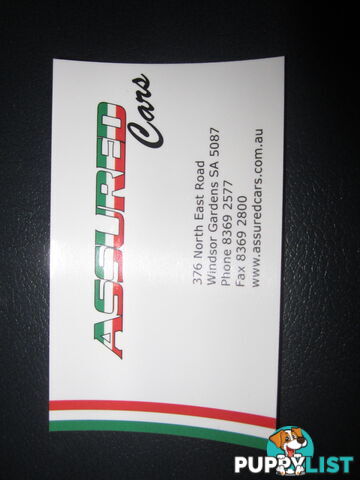 ASSURED
Cars
376 North East Road
Windsor Gardens SA 5087
Phone 8369 2577
Fax 8369 2800
www.assuredcars.com.au
PUPPYLIST